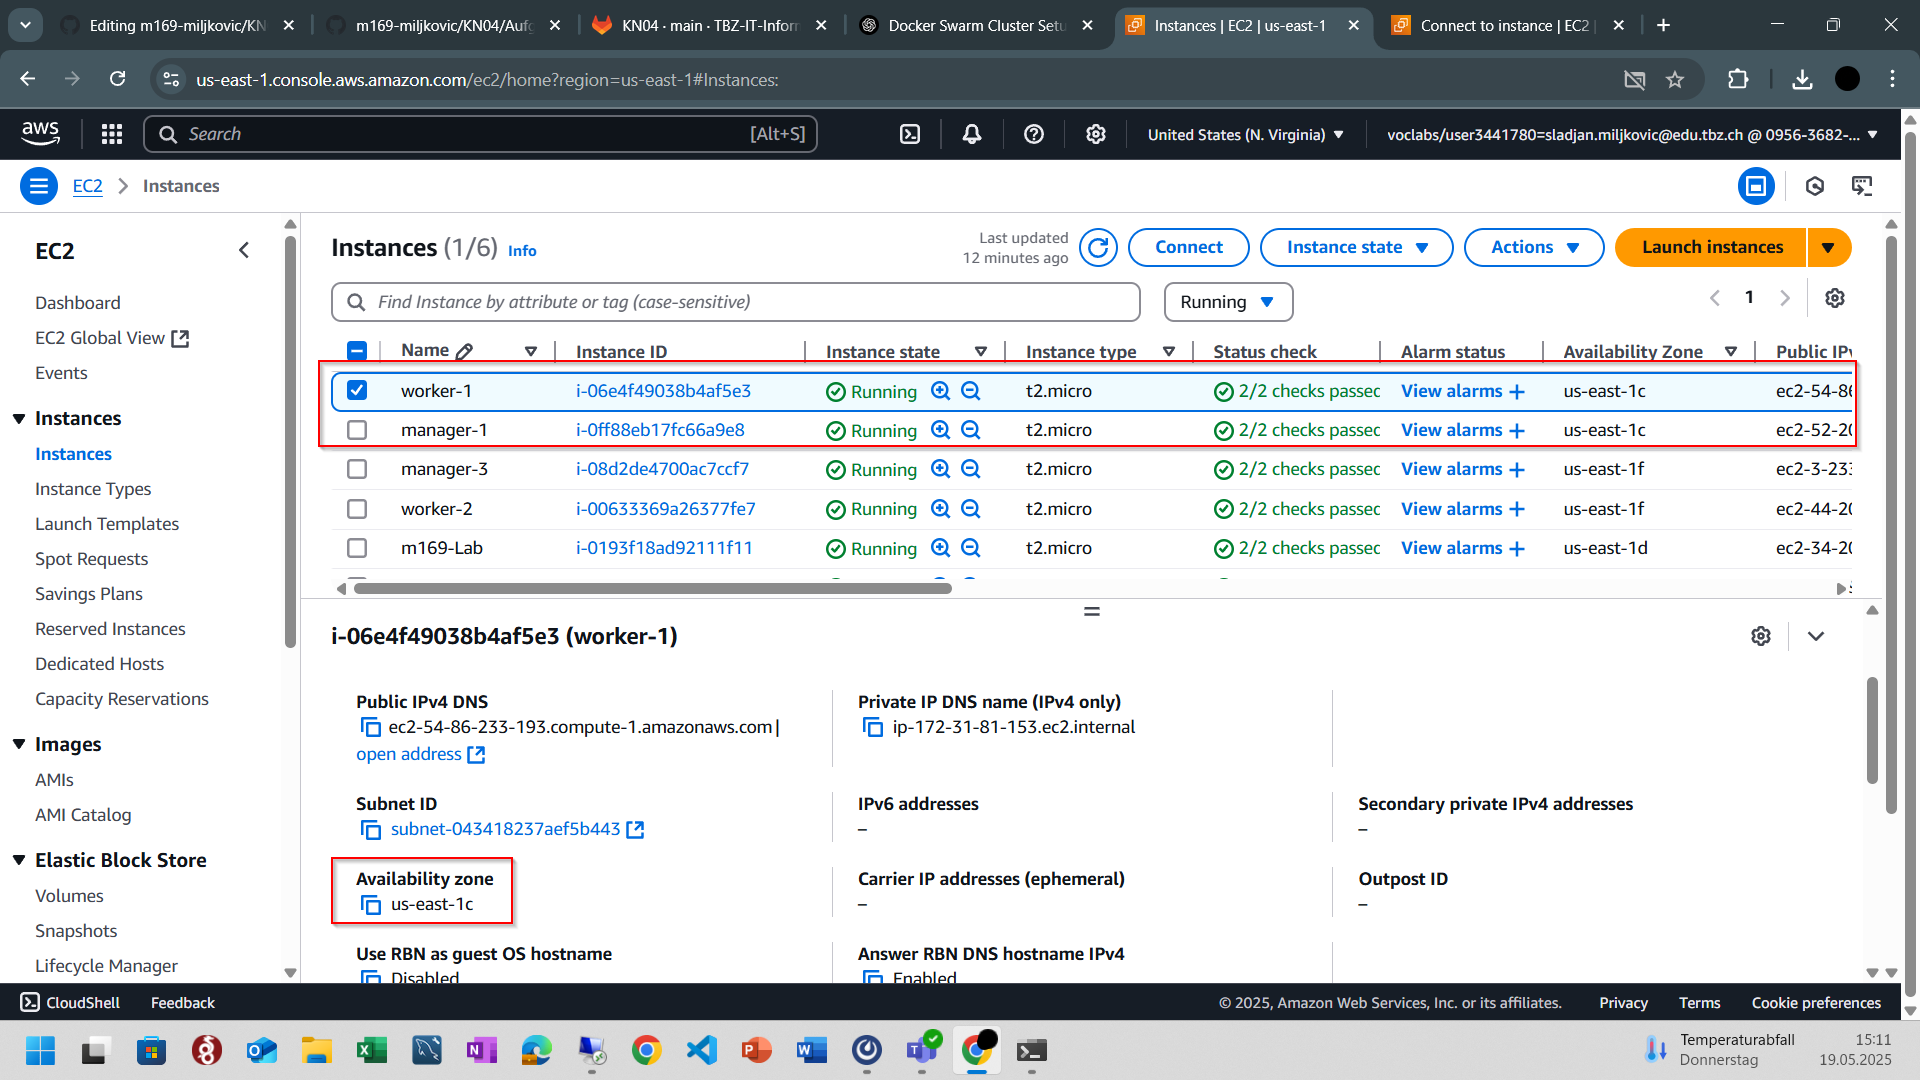 Editing m169-miljkovic/KN
m169-miljkovic/KN04/Aufg
KN04 · main · TBZ-IT-Inforr
Docker Swarm Cluster Setu
Instances | EC2 | us-east-1
Connect to instance | EC2 |
us-east-1.console.aws.amazon.com/ec2/home?region=us-east-1#Instances:
aws
Search
[Alt+S]
United States (N. Virginia)
voclabs/user3441780=sladjan.miljkovic@edu.tbz.ch @ 0956-3682-...
EC2
Instances
EC2
Dashboard
EC2 Global View
Events
Instances
Instances
Instance Types
Launch Templates
Spot Requests
Savings Plans
Reserved Instances
Dedicated Hosts
Capacity Reservations
Images
AMIs
AMI Catalog
Elastic Block Store
Volumes
Snapshots
Lifecycle Manager
Instances (1/6) Info
Last updated
12 minutes ago
Connect
Instance state
Actions
Launch instances
Find Instance by attribute or tag (case-sensitive)
Running
1
Name Instance ID Instance state Instance type Status check Alarm status Availability Zone Public IPv
worker-1 i-06e4f49038b4af5e3 Running t2.micro 2/2 checks passec View alarms + us-east-1c ec2-54-86
manager-1 i-0ff88eb17fc66a9e8 Running t2.micro 2/2 checks passec View alarms + us-east-1c ec2-52-20
manager-3 i-08d2de4700ac7ccf7 Running t2.micro 2/2 checks passec View alarms + us-east-1f ec2-3-233
worker-2 i-00633369a26377fe7 Running t2.micro 2/2 checks passec View alarms + us-east-1f ec2-44-20
m169-Lab i-0193f18ad92111f11 Running t2.micro 2/2 checks passec View alarms + us-east-1d ec2-34-20
i-06e4f49038b4af5e3 (worker-1)
Public IPv4 DNS
ec2-54-86-233-193.compute-1.amazonaws.com |
open address
Private IP DNS name (IPv4 only)
ip-172-31-81-153.ec2.internal
Subnet ID
subnet-043418237aef5b443
IPv6 addresses
–
Secondary private IPv4 addresses
–
Availability zone
us-east-1c
Carrier IP addresses (ephemeral)
–
Outpost ID
–
Use RBN as guest OS hostname
Disabled
Answer RBN DNS hostname IPv4
Enabled
CloudShell
Feedback
© 2025, Amazon Web Services, Inc. or its affiliates.
Privacy
Terms
Cookie preferences
Temperaturabfall
Donnerstag
15:11
19.05.2025